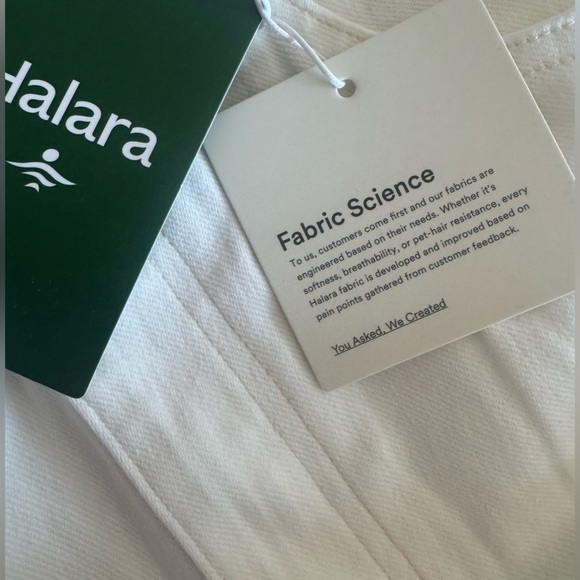 Halara
Fabric Science
To us, customers come first and our fabrics are
engineered based on their needs. Whether it's
softness, breathability, or pet-hair resistance, every
Halara fabric is developed and improved based on
pain points gathered from customer feedback.
You Asked, We Created